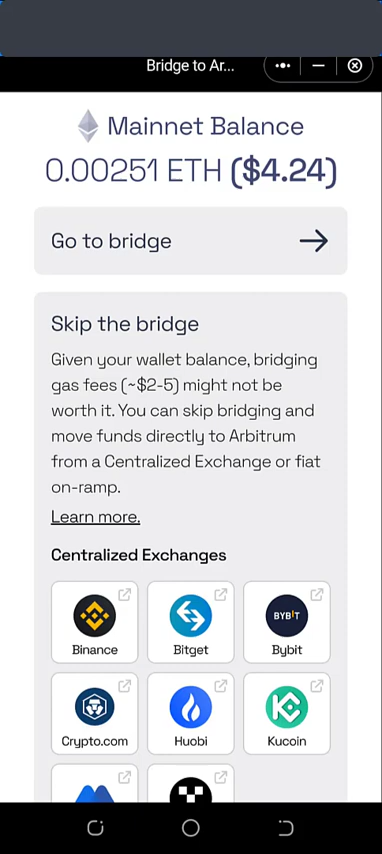 Bridge to Ar...
Mainnet Balance
0.00251 ETH ($4.24)
Go to bridge
Skip the bridge
Given your wallet balance, bridging
gas fees (~$2-5) might not be
worth it. You can skip bridging and
move funds directly to Arbitrum
from a Centralized Exchange or fiat
on-ramp.
Learn more.
Centralized Exchanges
BYBIT
Binance
Bitget
Bybit
Crypto.com
Huobi
Kucoin